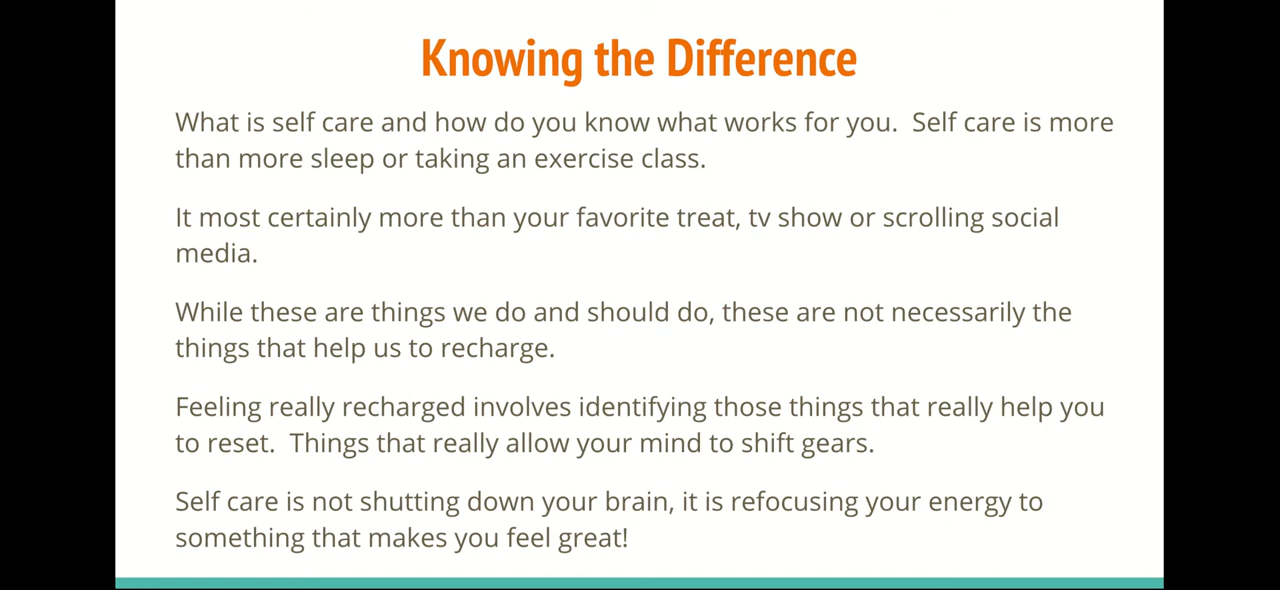 Knowing the Difference
What is self care and how do you know what works for you.  Self care is more
than more sleep or taking an exercise class.
It most certainly more than your favorite treat, tv show or scrolling social
media.
While these are things we do and should do, these are not necessarily the
things that help us to recharge.
Feeling really recharged involves identifying those things that really help you
to reset.  Things that really allow your mind to shift gears.
Self care is not shutting down your brain, it is refocusing your energy to
something that makes you feel great!